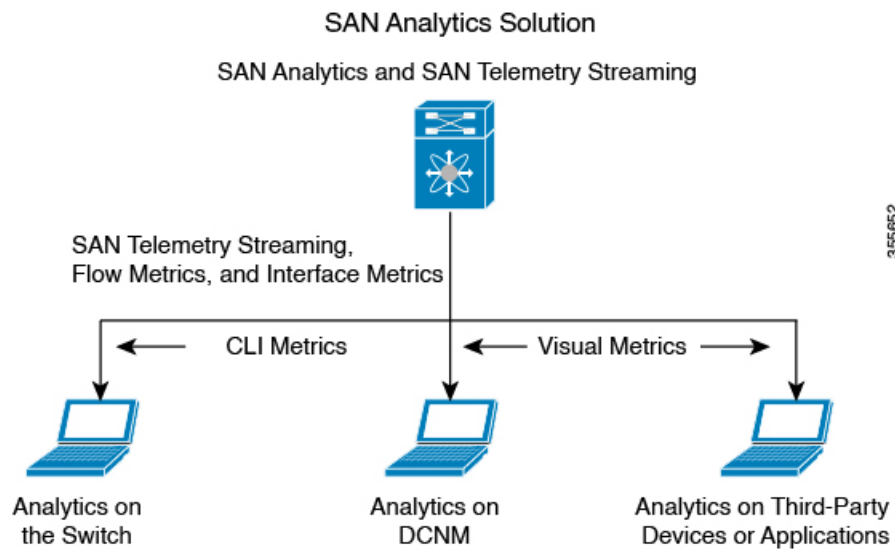 SAN Analytics Solution
SAN Analytics and SAN Telemetry Streaming
SAN Telemetry Streaming,
Flow Metrics, and Interface Metrics
355652
CLI Metrics
Visual Metrics
Analytics on
the Switch
Analytics on
DCNM
Analytics on Third-Party
Devices or Applications